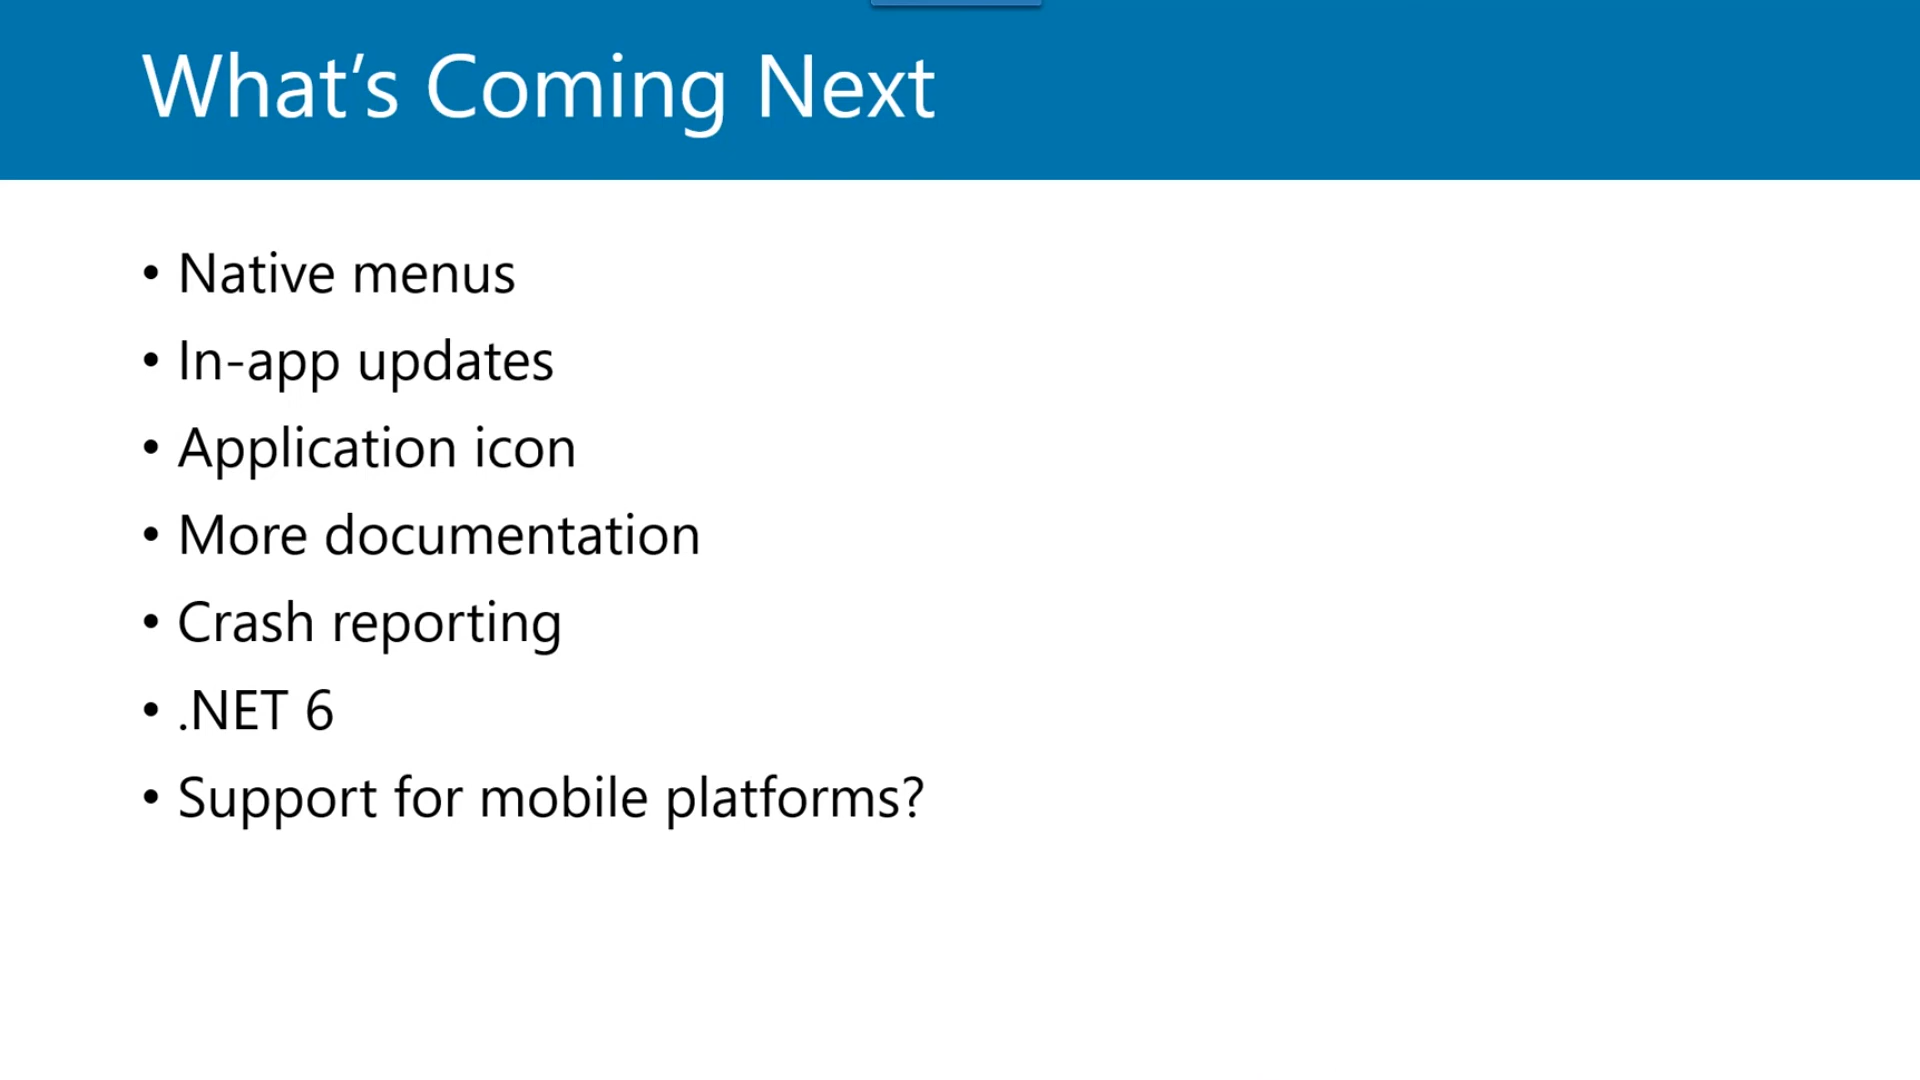 What’s Coming Next
• Native menus
• In-app updates
• Application icon
• More documentation
• Crash reporting
• .NET 6
• Support for mobile platforms?